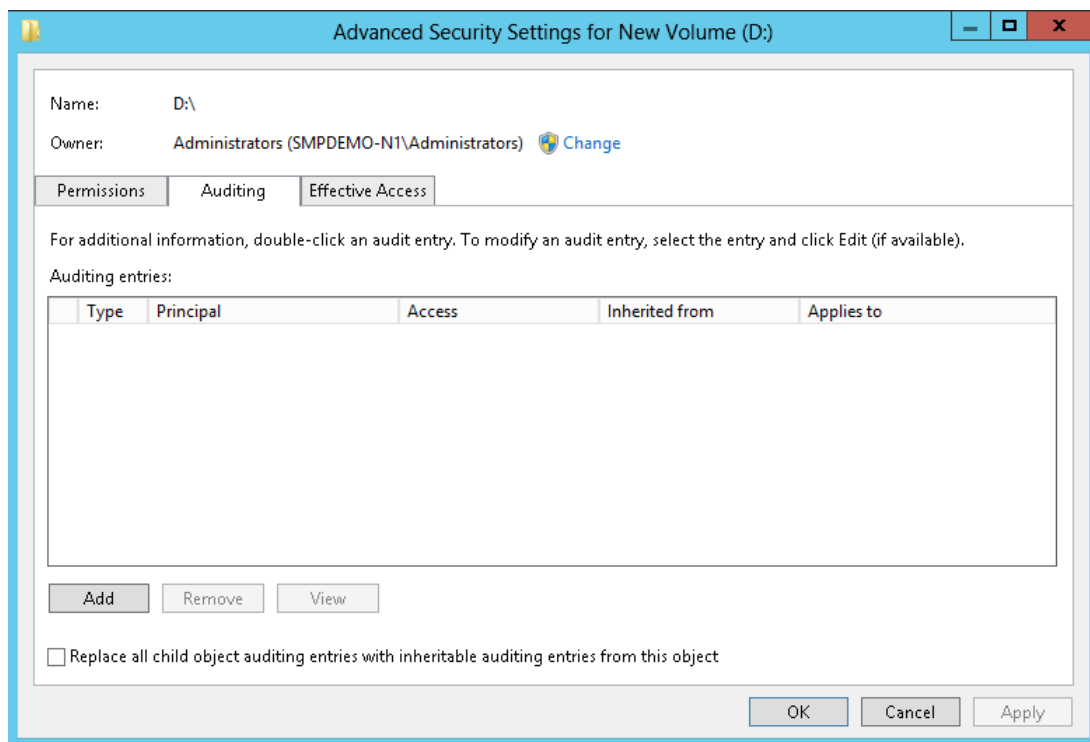 Advanced Security Settings for New Volume (D:)
Name: D:\
Owner: Administrators (SMPDEMO-N1\Administrators) Change
Permissions Auditing Effective Access
For additional information, double-click an audit entry. To modify an audit entry, select the entry and click Edit (if available).
Auditing entries:
Type Principal Access Inherited from Applies to
Add Remove View
Replace all child object auditing entries with inheritable auditing entries from this object
OK Cancel Apply